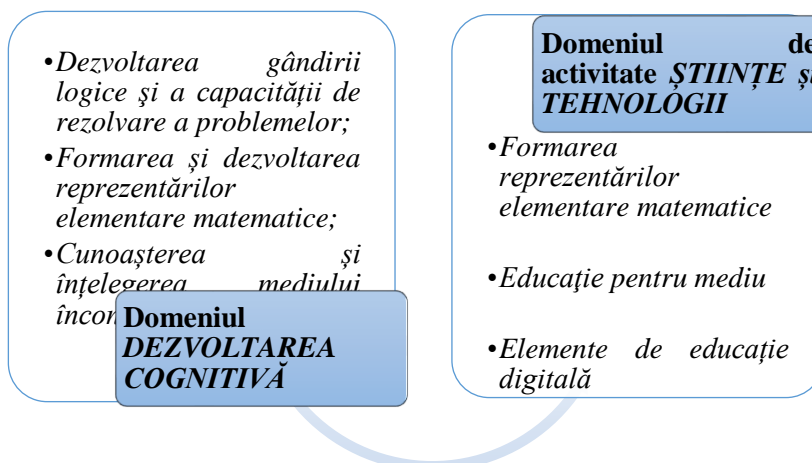 •Dezvoltarea gândirii
logice şi a capacității de
rezolvare a problemelor;
•Formarea și dezvoltarea
reprezentărilor
elementare matematice;
•Cunoașterea și
înțelegerea mediului
Domeniul
DEZVOLTAREA
COGNITIVĂ
Domeniul de
activitate ȘTIINȚE și
TEHNOLOGII
•Formarea
reprezentărilor
elementare matematice
•Educaţie pentru mediu
•Elemente de educație
digitală